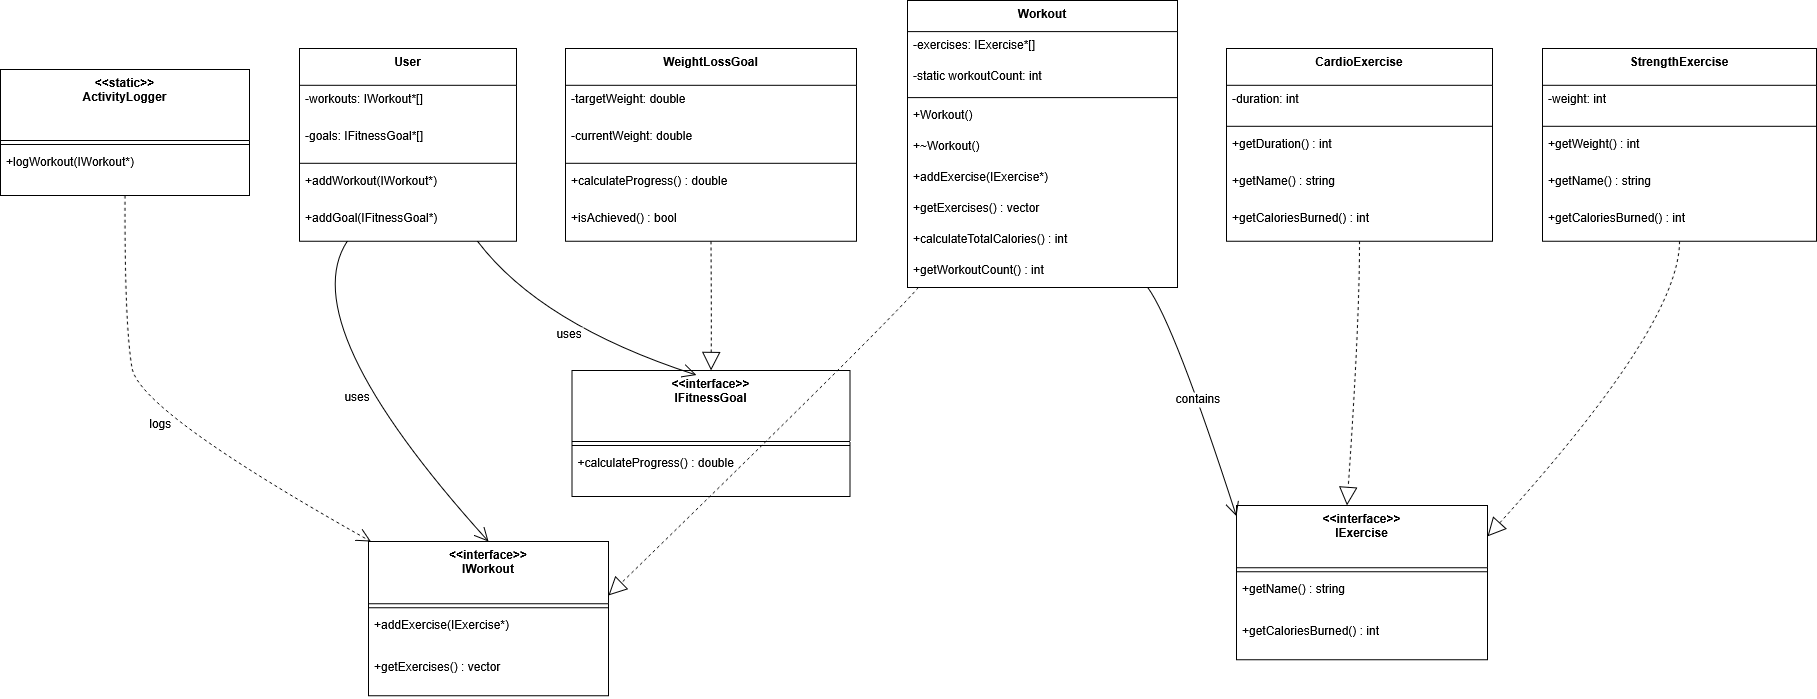 <<static>>
ActivityLogger
+logWorkout(IWorkout*)
User
-workouts: IWorkout*[]
-goals: IFitnessGoal*[]
+addWorkout(IWorkout*)
+addGoal(IFitnessGoal*)
WeightLossGoal
-targetWeight: double
-currentWeight: double
+calculateProgress() : double
+isAchieved() : bool
Workout
-exercises: IExercise*[]
-static workoutCount: int
+Workout()
+~Workout()
+addExercise(IExercise*)
+getExercises() : vector
+calculateTotalCalories() : int
+getWorkoutCount() : int
CardioExercise
-duration: int
+getDuration() : int
+getName() : string
+getCaloriesBurned() : int
StrengthExercise
-weight: int
+getWeight() : int
+getName() : string
+getCaloriesBurned() : int
logs
uses
uses
contains
<<interface>>
IFitnessGoal
+calculateProgress() : double
<<interface>>
IWorkout
+addExercise(IExercise*)
+getExercises() : vector
<<interface>>
IExercise
+getName() : string
+getCaloriesBurned() : int